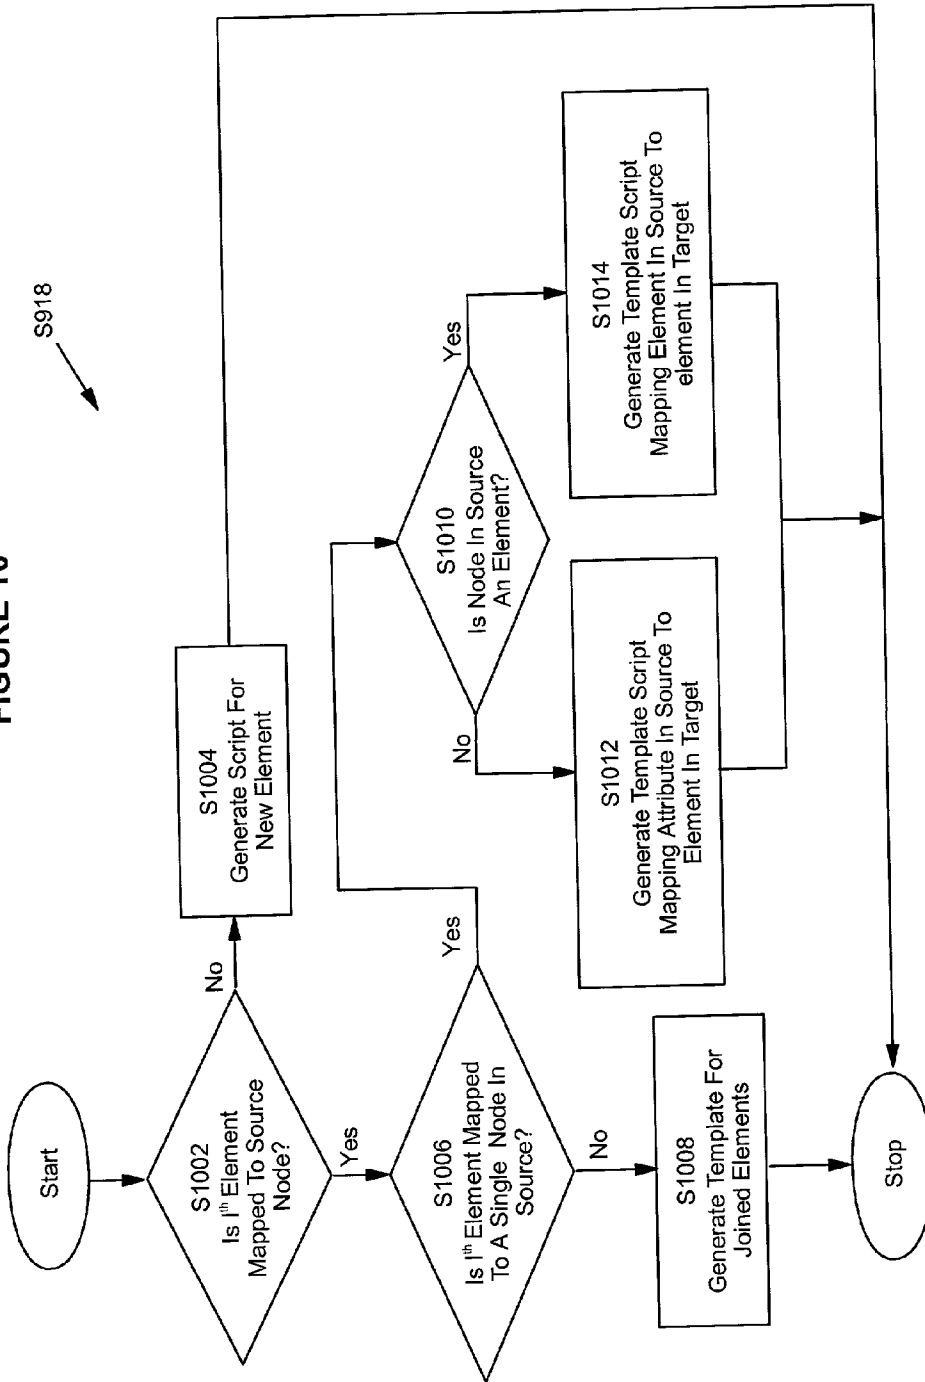 FIGURE 10
S918
Start
S1002
Is Ith Element
Mapped To Source
Node?
No
S1004
Generate Script For
New Element
Yes
S1006
Is Ith Element Mapped
To A Single Node In
Source?
Yes
No
S1008
Generate Template For
Joined Elements
S1010
Is Node In Source
An Element?
No
Yes
S1012
Generate Template Script
Mapping Attribute In Source To
Element In Target
S1014
Generate Template Script
Mapping Element In Source To
element In Target
Stop